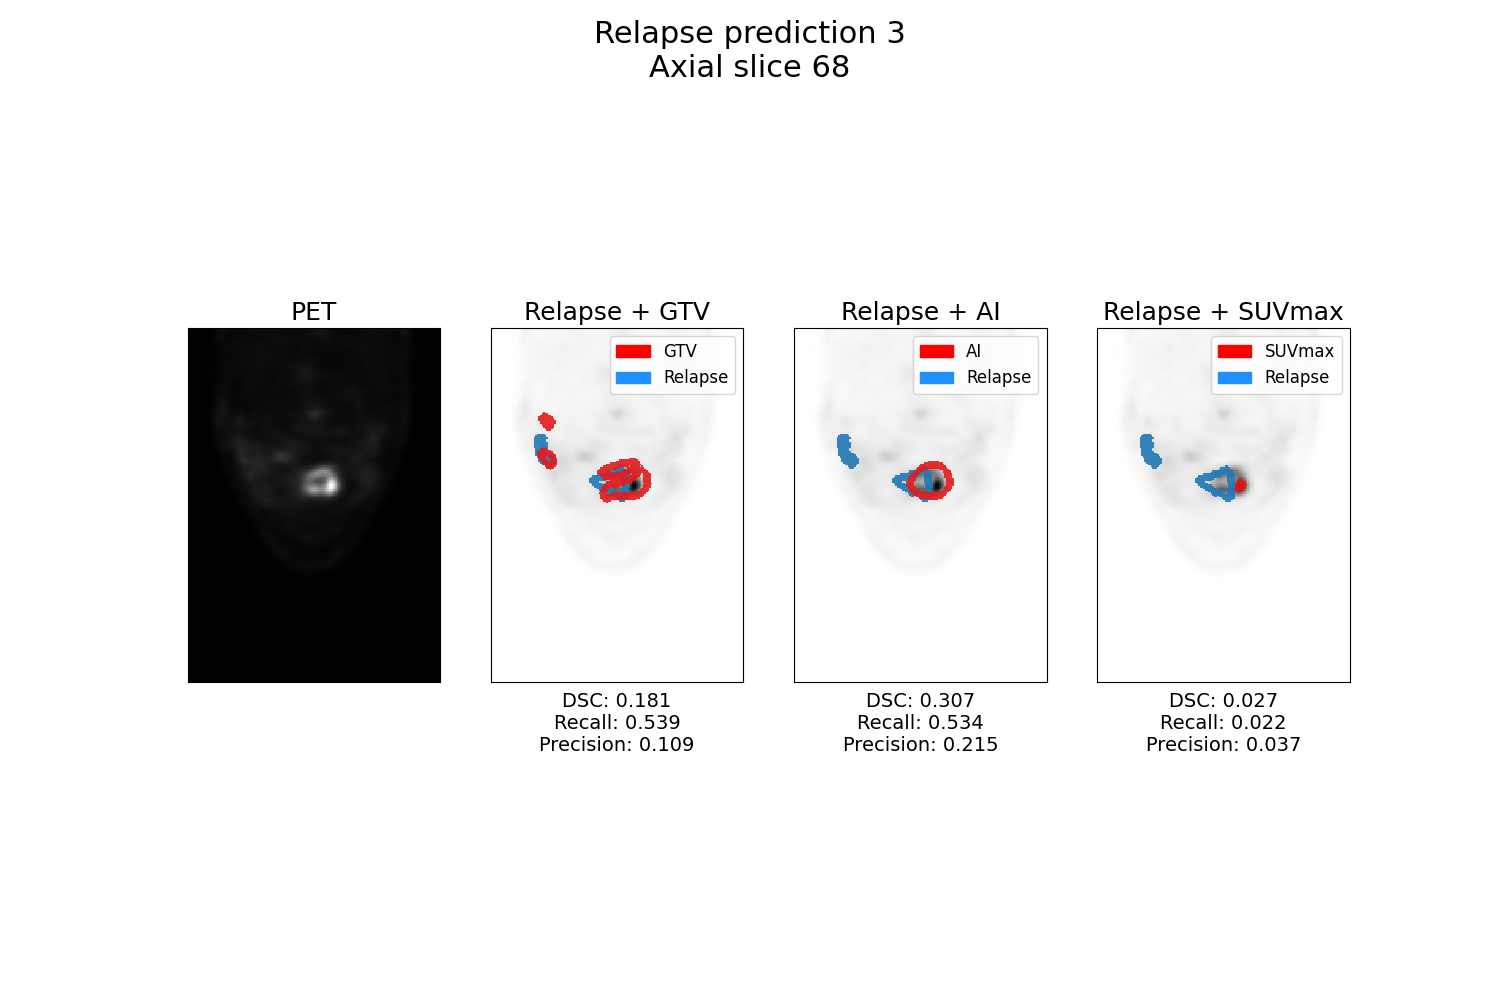 Relapse prediction 3
Axial slice 68
PET
Relapse + GTV
GTV
Relapse
DSC: 0.181
Recall: 0.539
Precision: 0.109
Relapse + AI
AI
Relapse
DSC: 0.307
Recall: 0.534
Precision: 0.215
Relapse + SUVmax
SUVmax
Relapse
DSC: 0.027
Recall: 0.022
Precision: 0.037